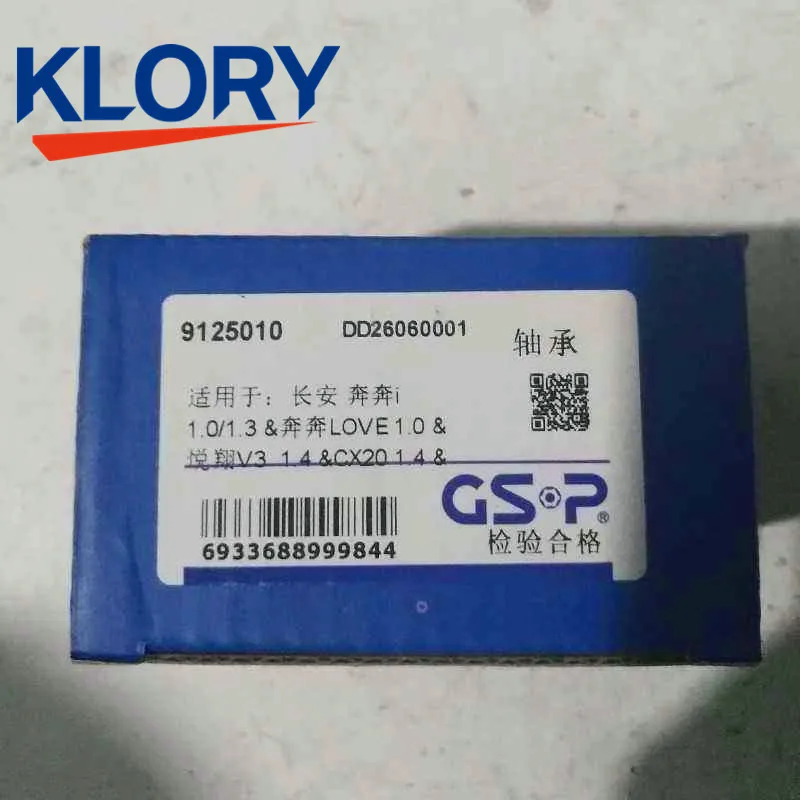 KLORY
9125010 DD26060001 轴承
适用于：长安 奔奔i
1.0/1.3 &奔奔LOVE 1.0 &
悦翔V3 1.4 &CX20 1.4 &
GSP®
6933688999844 检验合格